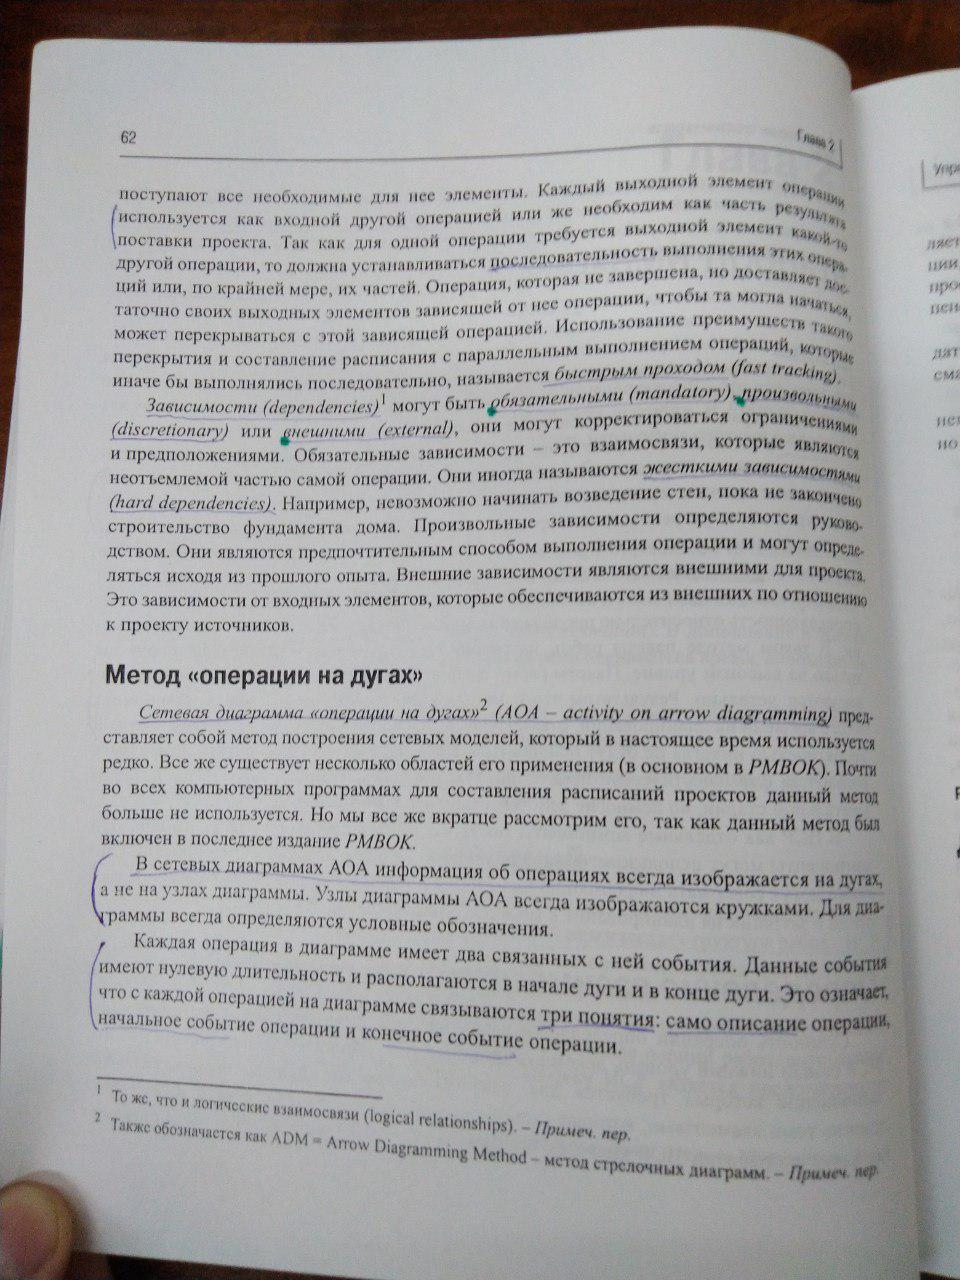 62
Глава 2
поступают все необходимые для нее элементы. Каждый выходной элемент операции
используется как входной другой операцией или же необходим как часть результата
поставки проекта. Так как для одной операции требуется выходной элемент какой-то
другой операции, то должна устанавливаться последовательность выполнения этих опера-
ций или, по крайней мере, их частей. Операция, которая не завершена, но доставляет дос-
таточно своих выходных элементов зависящей от нее операции, чтобы та могла начаться,
может перекрываться с этой зависящей операцией. Использование преимуществ такого
перекрытия и составление расписания с параллельным выполнением операций, которые
иначе бы выполнялись последовательно, называется быстрым проходом (fast tracking).
Зависимости (dependencies)1 могут быть обязательными (mandatory), произвольными
(discretionary) или внешними (external), они могут корректироваться ограничениями
и предположениями. Обязательные зависимости – это взаимосвязи, которые являются
неотъемлемой частью самой операции. Они иногда называются жесткими зависимостями
(hard dependencies). Например, невозможно начинать возведение стен, пока не закончено
строительство фундамента дома. Произвольные зависимости определяются руково-
дством. Они являются предпочтительным способом выполнения операции и могут опреде-
ляться исходя из прошлого опыта. Внешние зависимости являются внешними для проекта.
Это зависимости от входных элементов, которые обеспечиваются из внешних по отношению
к проекту источников.
Метод «операции на дугах»
Сетевая диаграмма «операции на дугах»2 (AOA – activity on arrow diagramming) пред-
ставляет собой метод построения сетевых моделей, который в настоящее время используется
редко. Все же существует несколько областей его применения (в основном в PMBOK). Почти
во всех компьютерных программах для составления расписаний проектов данный метод
больше не используется. Но мы все же вкратце рассмотрим его, так как данный метод был
включен в последнее издание PMBOK.
В сетевых диаграммах АОА информация об операциях всегда изображается на дугах,
а не на узлах диаграммы. Узлы диаграммы АОА всегда изображаются кружками. Для диа-
граммы всегда определяются условные обозначения.
Каждая операция в диаграмме имеет два связанных с ней события. Данные события
имеют нулевую длительность и располагаются в начале дуги и в конце дуги. Это означает,
что с каждой операцией на диаграмме связываются три понятия: само описание операции,
начальное событие операции и конечное событие операции.
1 То же, что и логические взаимосвязи (logical relationships). – Примеч. пер.
2 Также обозначается как ADM = Arrow Diagramming Method – метод стрелочных диаграмм. – Примеч. пер.